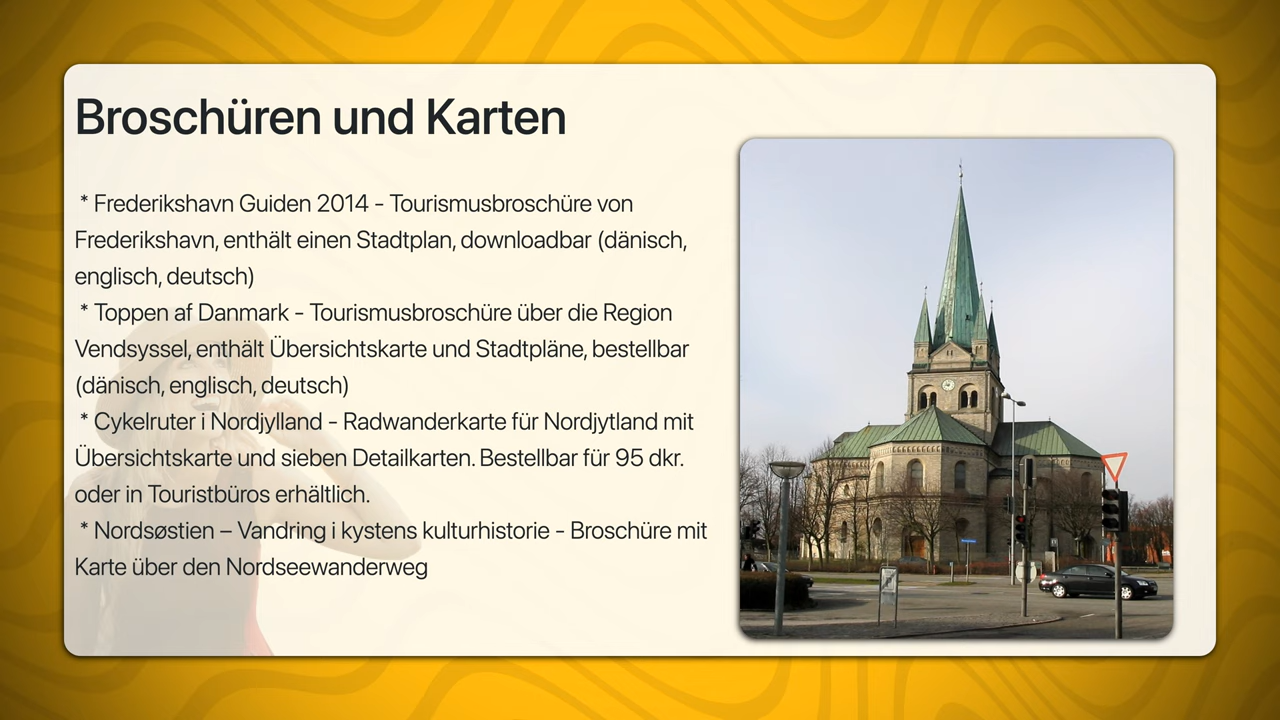 Broschüren und Karten
* Frederikshavn Guiden 2014 - Tourismusbroschüre von
Frederikshavn, enthält einen Stadtplan, downloadbar (dänisch,
englisch, deutsch)
* Toppen af Danmark - Tourismusbroschüre über die Region
Vendsyssel, enthält Übersichtskarte und Stadtpläne, bestellbar
(dänisch, englisch, deutsch)
* Cykelruter i Nordjylland - Radwanderkarte für Nordjytland mit
Übersichtskarte und sieben Detailkarten. Bestellbar für 95 dkr.
oder in Touristbüros erhältlich.
* Nordsøstien – Vandring i kystens kulturhistorie - Broschüre mit
Karte über den Nordseewanderweg